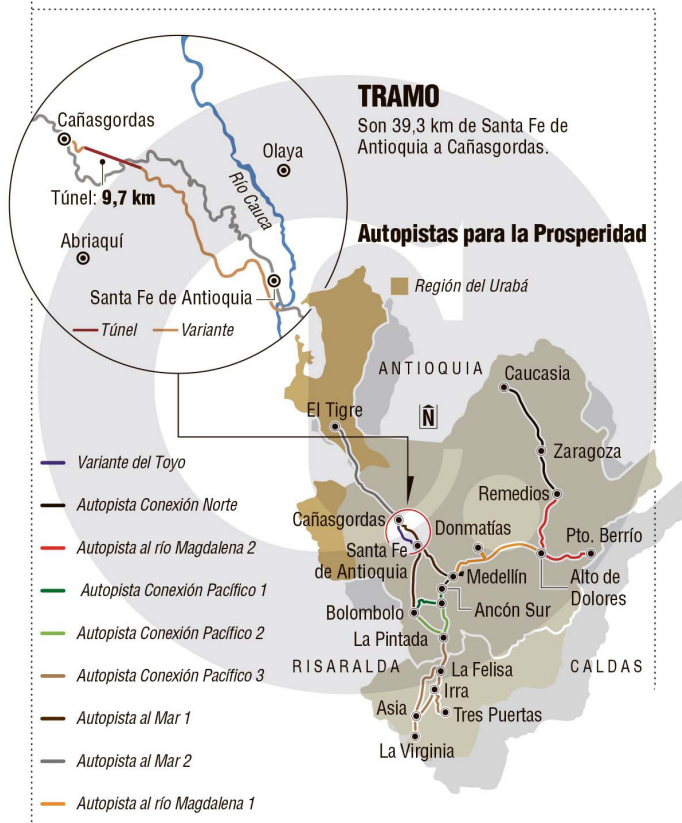 TRAMO
Son 39,3 km de Santa Fe de
Antioquia a Cañasgordas.
Cañasgordas
Olaya
Túnel: 9,7 km
Río Cauca
Abriaquí
Santa Fe de Antioquia
Túnel
Variante
Autopistas para la Prosperidad
Región del Urabá
ANTIOQUIA
Caucasia
El Tigre
N
Zaragoza
Remedios
Cañasgordas
Donmatías
Pto. Berrío
Santa Fe
de Antioquia
Medellín
Alto de
Dolores
Bolombolo
Ancón Sur
La Pintada
RISARALDA
La Felisa
CALDAS
Irra
Asia
Tres Puertas
La Virginia
Variante del Toyo
Autopista Conexión Norte
Autopista al río Magdalena 2
Autopista Conexión Pacífico 1
Autopista Conexión Pacífico 2
Autopista Conexión Pacífico 3
Autopista al Mar 1
Autopista al Mar 2
Autopista al río Magdalena 1